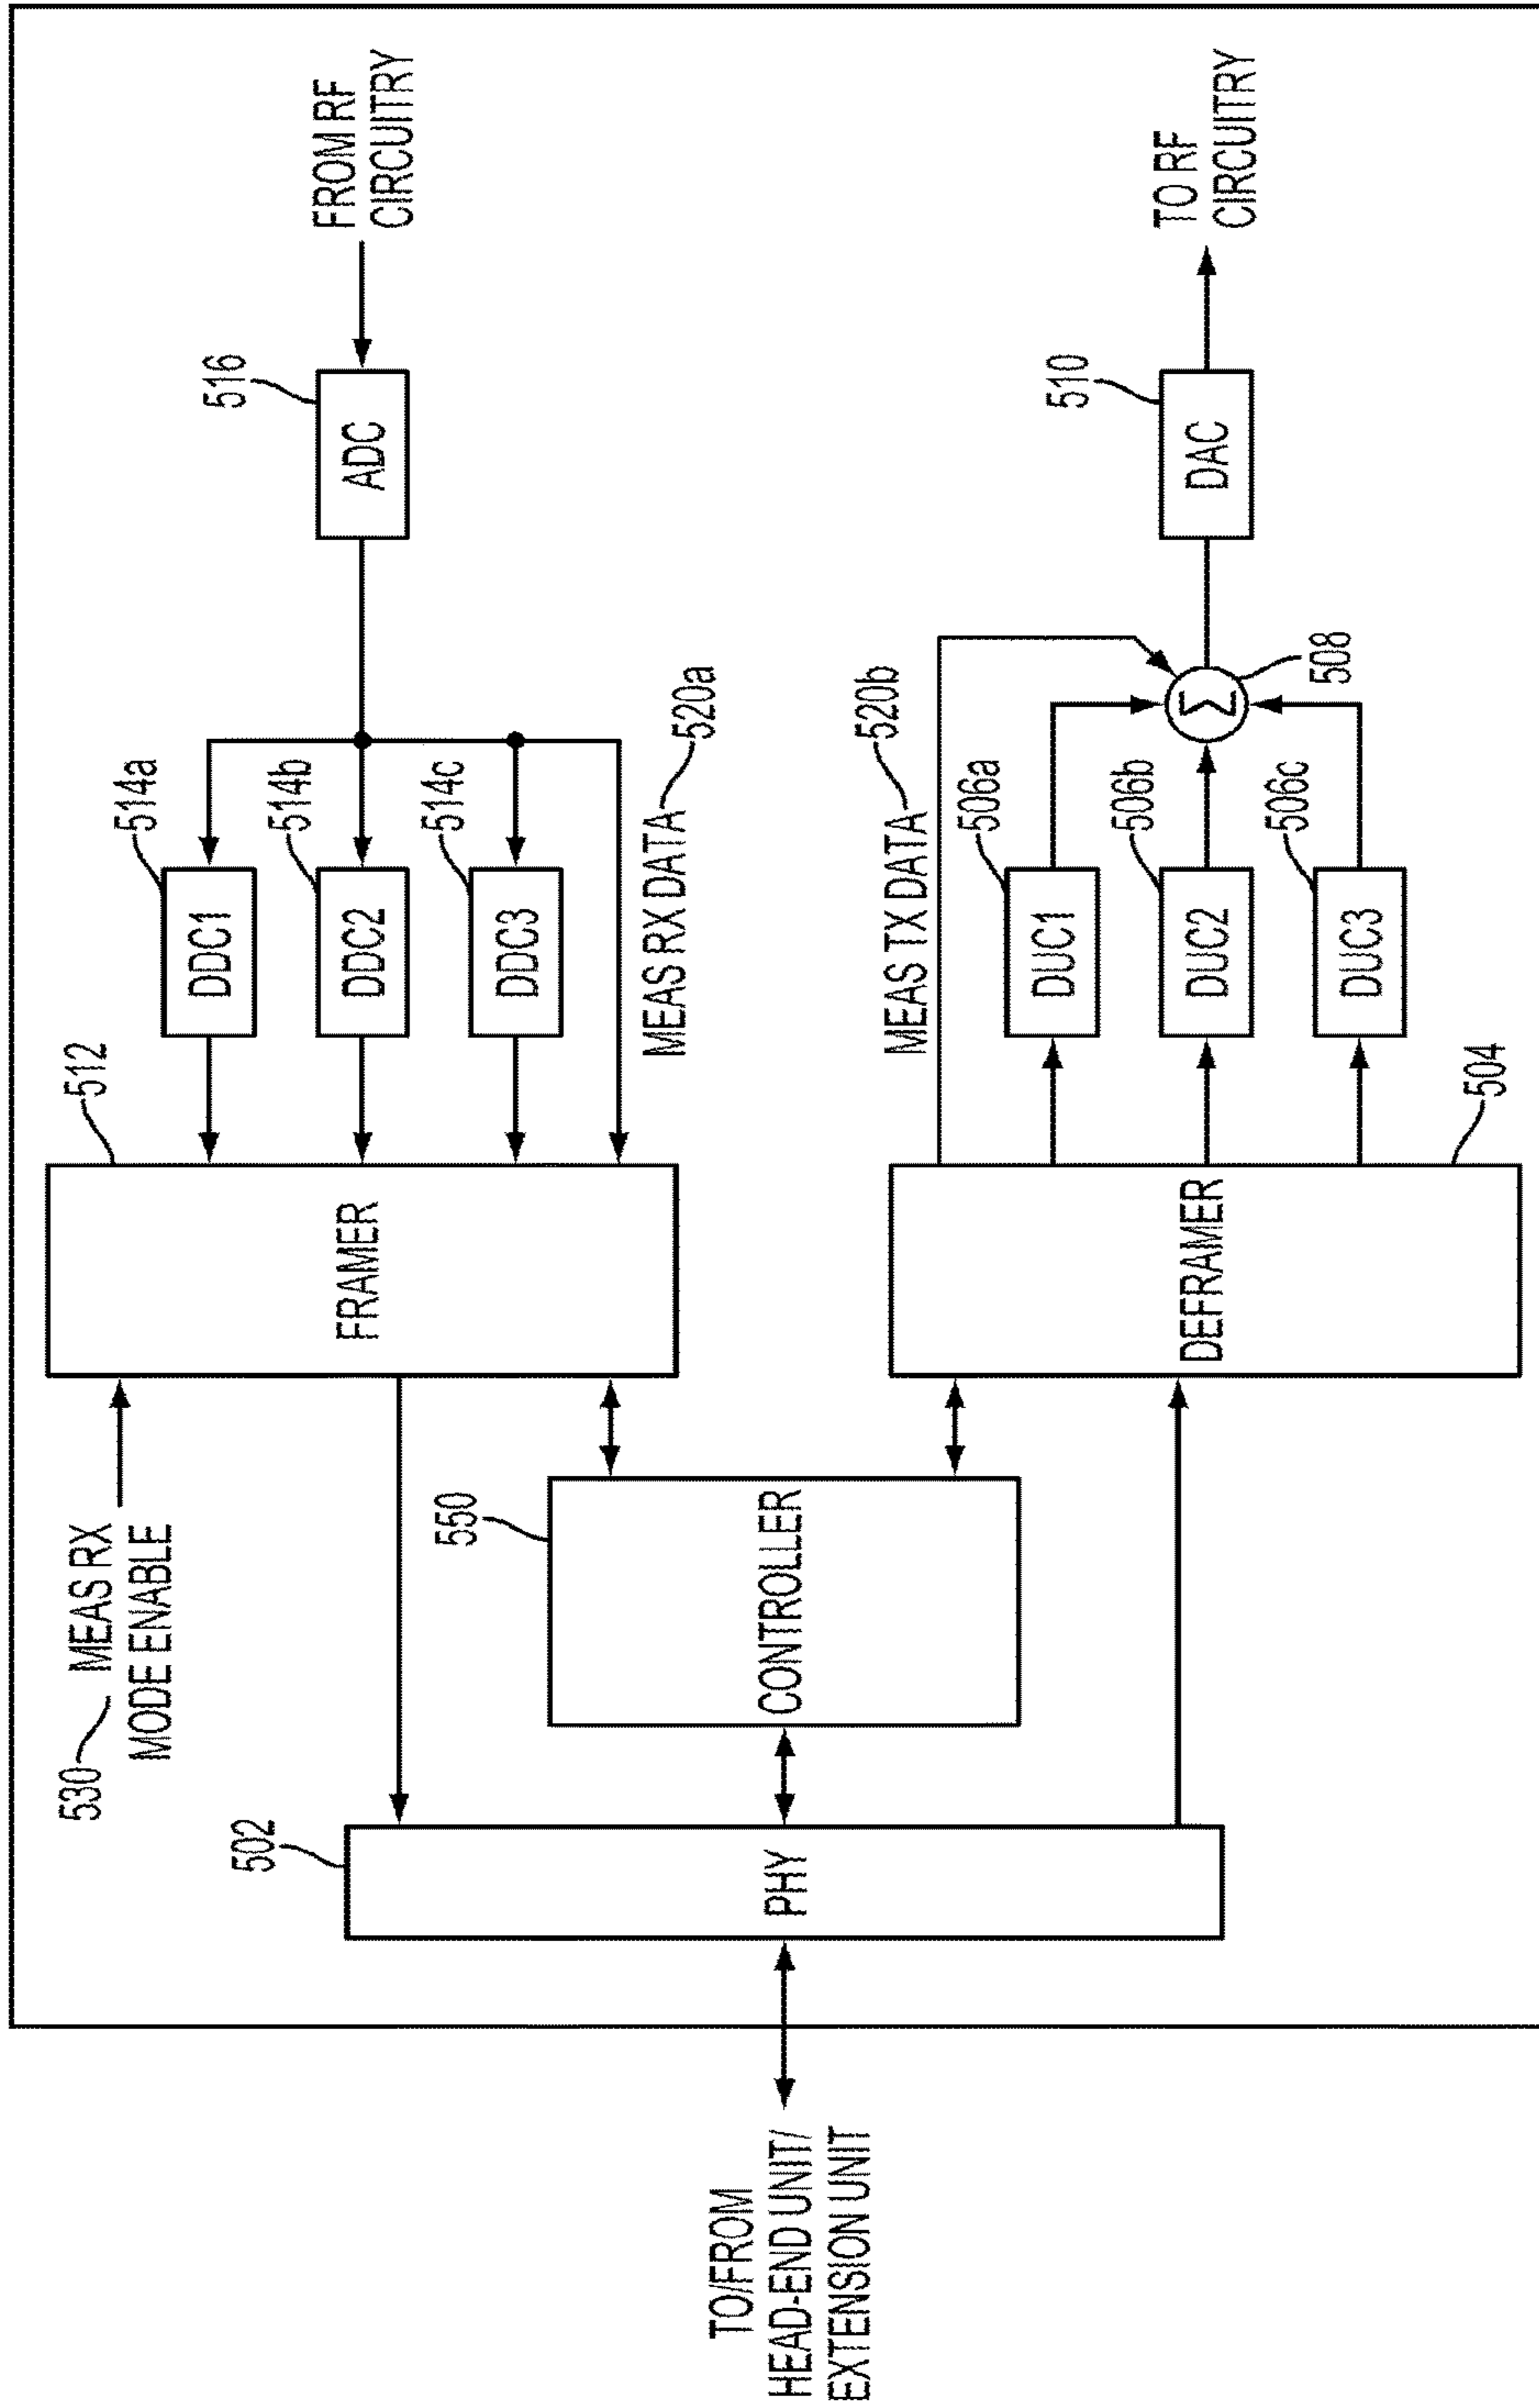 530
MEAS RX
MODE ENABLE
512
FRAMER
514a
DDC1
514b
DDC2
514c
DDC3
516
ADC
FROM RF
CIRCUITRY
MEAS RX DATA
520a
502
PHY
550
CONTROLLER
TO/FROM
HEAD-END UNIT/
EXTENSION UNIT
MEAS TX DATA
520b
504
DEFRAMER
506a
DUC1
506b
DUC2
506c
DUC3
Σ
508
510
DAC
TO RF
CIRCUITRY